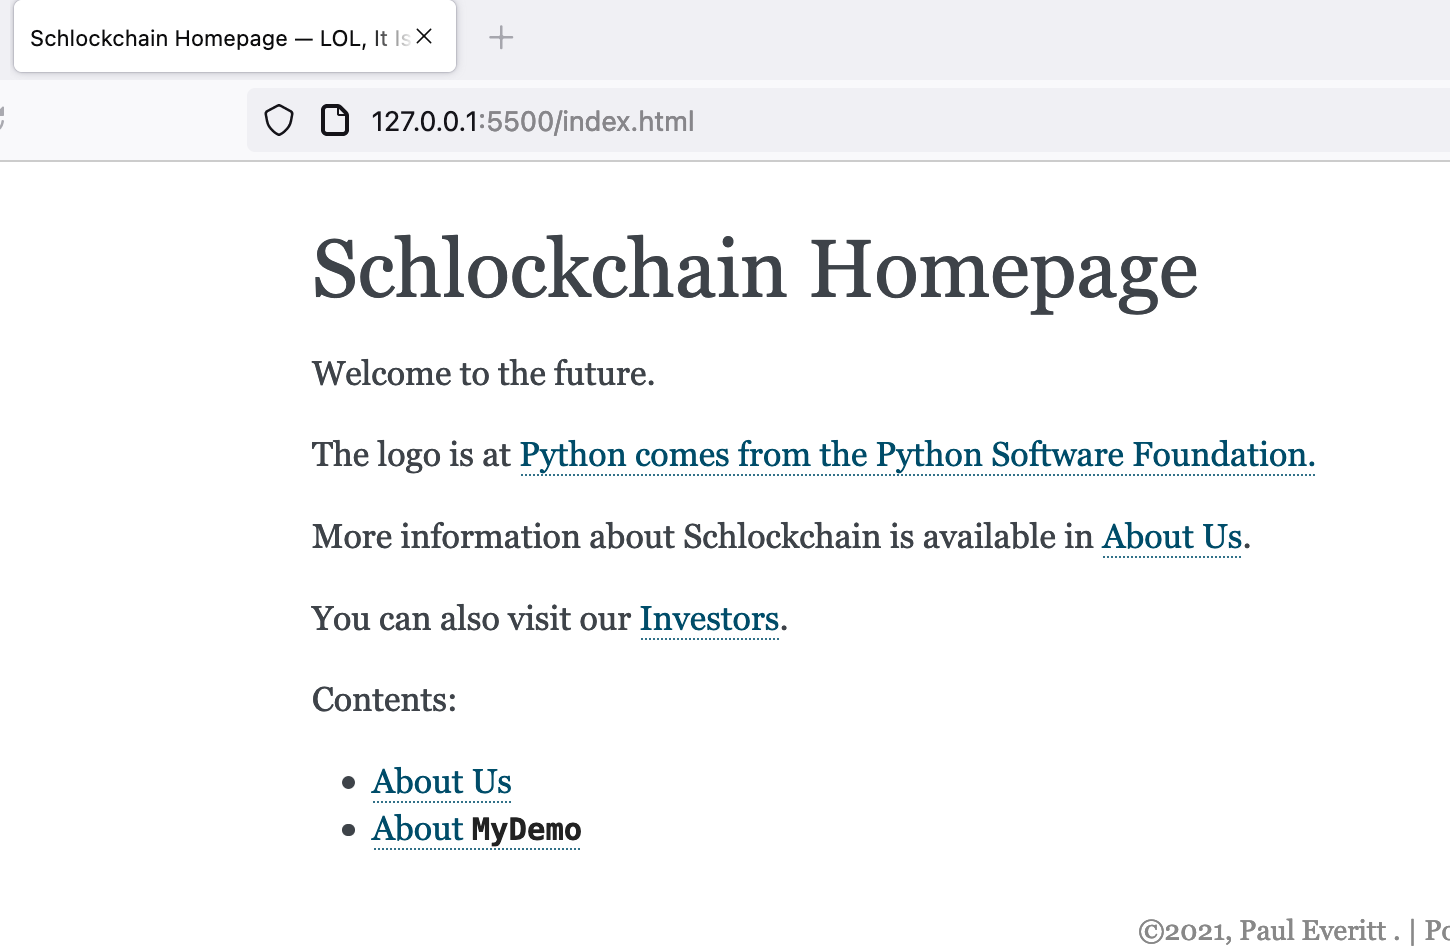 Schlockchain Homepage — LOL, It Is
127.0.0.1:5500/index.html
Schlockchain Homepage
Welcome to the future.
The logo is at Python comes from the Python Software Foundation.
More information about Schlockchain is available in About Us.
You can also visit our Investors.
Contents:
• About Us
• About MyDemo
©2021, Paul Everitt . |